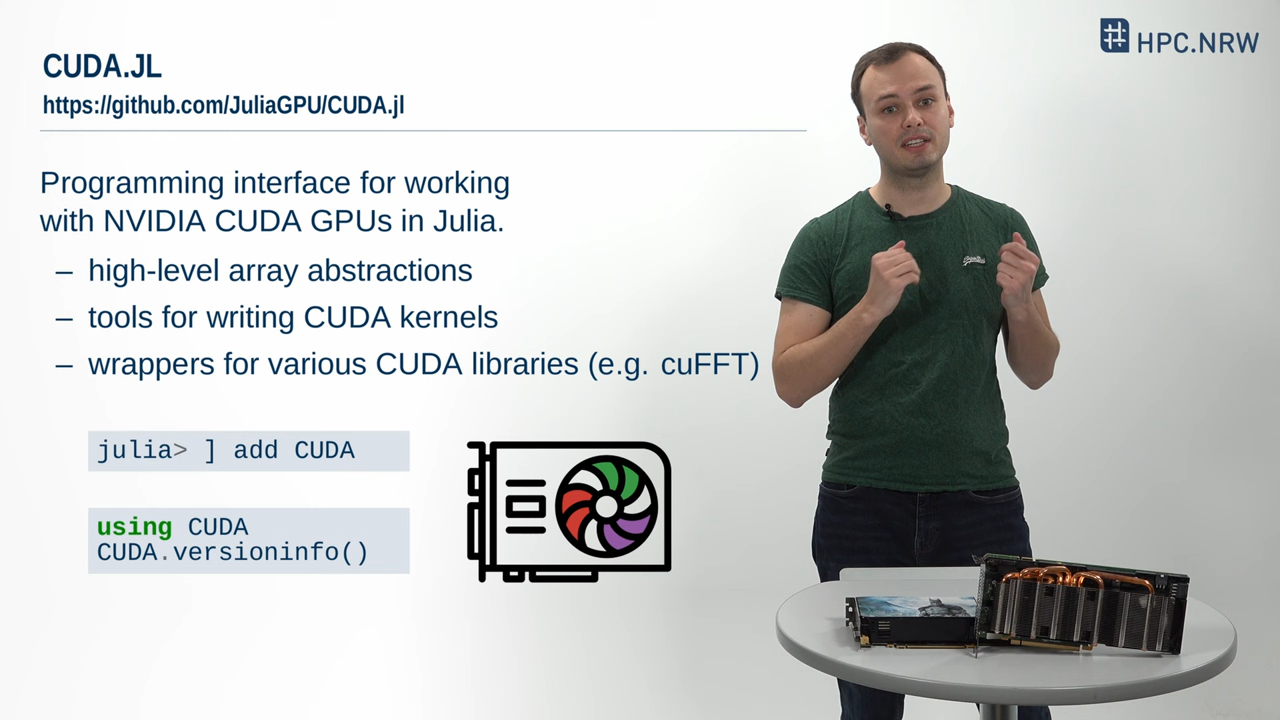 CUDA.JL
https://github.com/JuliaGPU/CUDA.jl
HPC.NRW
Programming interface for working
with NVIDIA CUDA GPUs in Julia.
– high-level array abstractions
– tools for writing CUDA kernels
– wrappers for various CUDA libraries (e.g. cuFFT)
julia> ] add CUDA
using CUDA
CUDA.versioninfo()